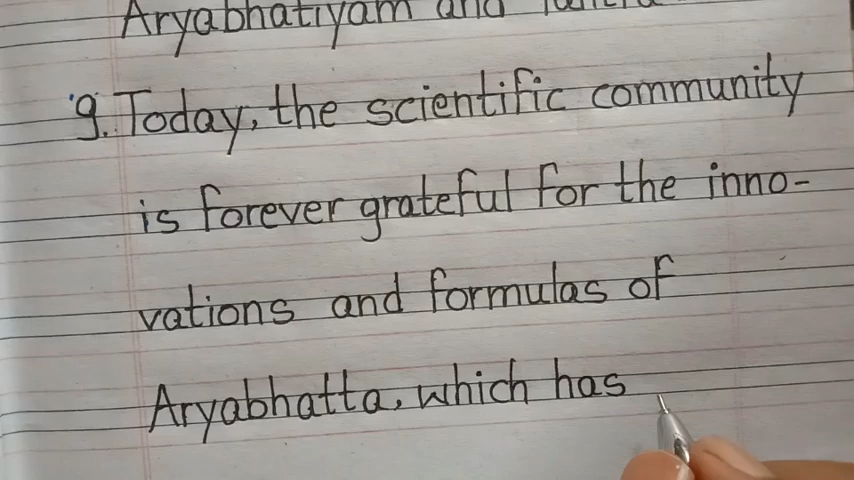 Aryabhatiyam and Tantra
9. Today, the scientific community
is forever grateful for the inno-
vations and formulas of
Aryabhatta, which has